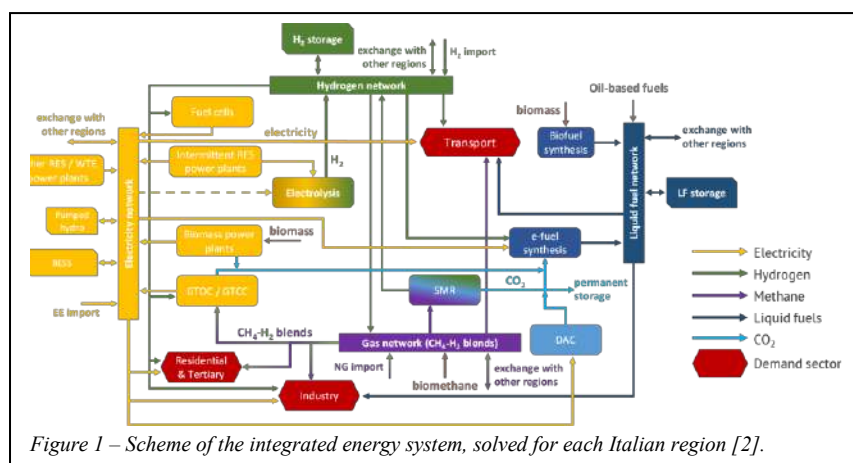 H₂ storage
exchange with
other regions
H₂ import
Hydrogen network
Oil-based fuels
exchange with
other regions
Fuel cells
electricity
Transport
biomass
Biofuel
synthesis
exchange with
other regions
her RES / WTE
power plants
Intermittent RES
power plants
H₂
Electrolysis
LF storage
Electricity network
Liquid fuel network
Pumped
hydro
Biomass power
plants
biomass
e-fuel
synthesis
BESS
GTOC / GTCC
SMR
CO₂
permanent
storage
EE import
CH₄-H₂ blends
Gas network (CH₄-H₂ blends)
DAC
Residential
& Tertiary
NG import
biomethane
exchange with
other regions
Industry
Electricity
Hydrogen
Methane
Liquid fuels
CO₂
Demand sector
Figure 1 – Scheme of the integrated energy system, solved for each Italian region [2].